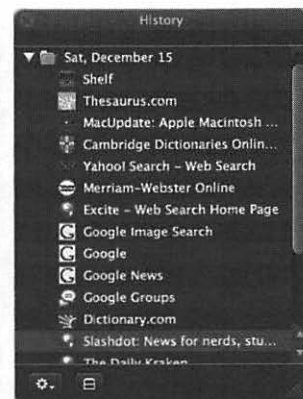 History
Sat, December 15
Shelf
Thesaurus.com
MacUpdate: Apple Macintosh ...
Cambridge Dictionaries Onlin...
Yahoo! Search – Web Search
Merriam-Webster Online
Excite – Web Search Home Page
Google Image Search
Google
Google News
Google Groups
Dictionary.com
Slashdot: News for nerds, stu...
The Daily Kraken